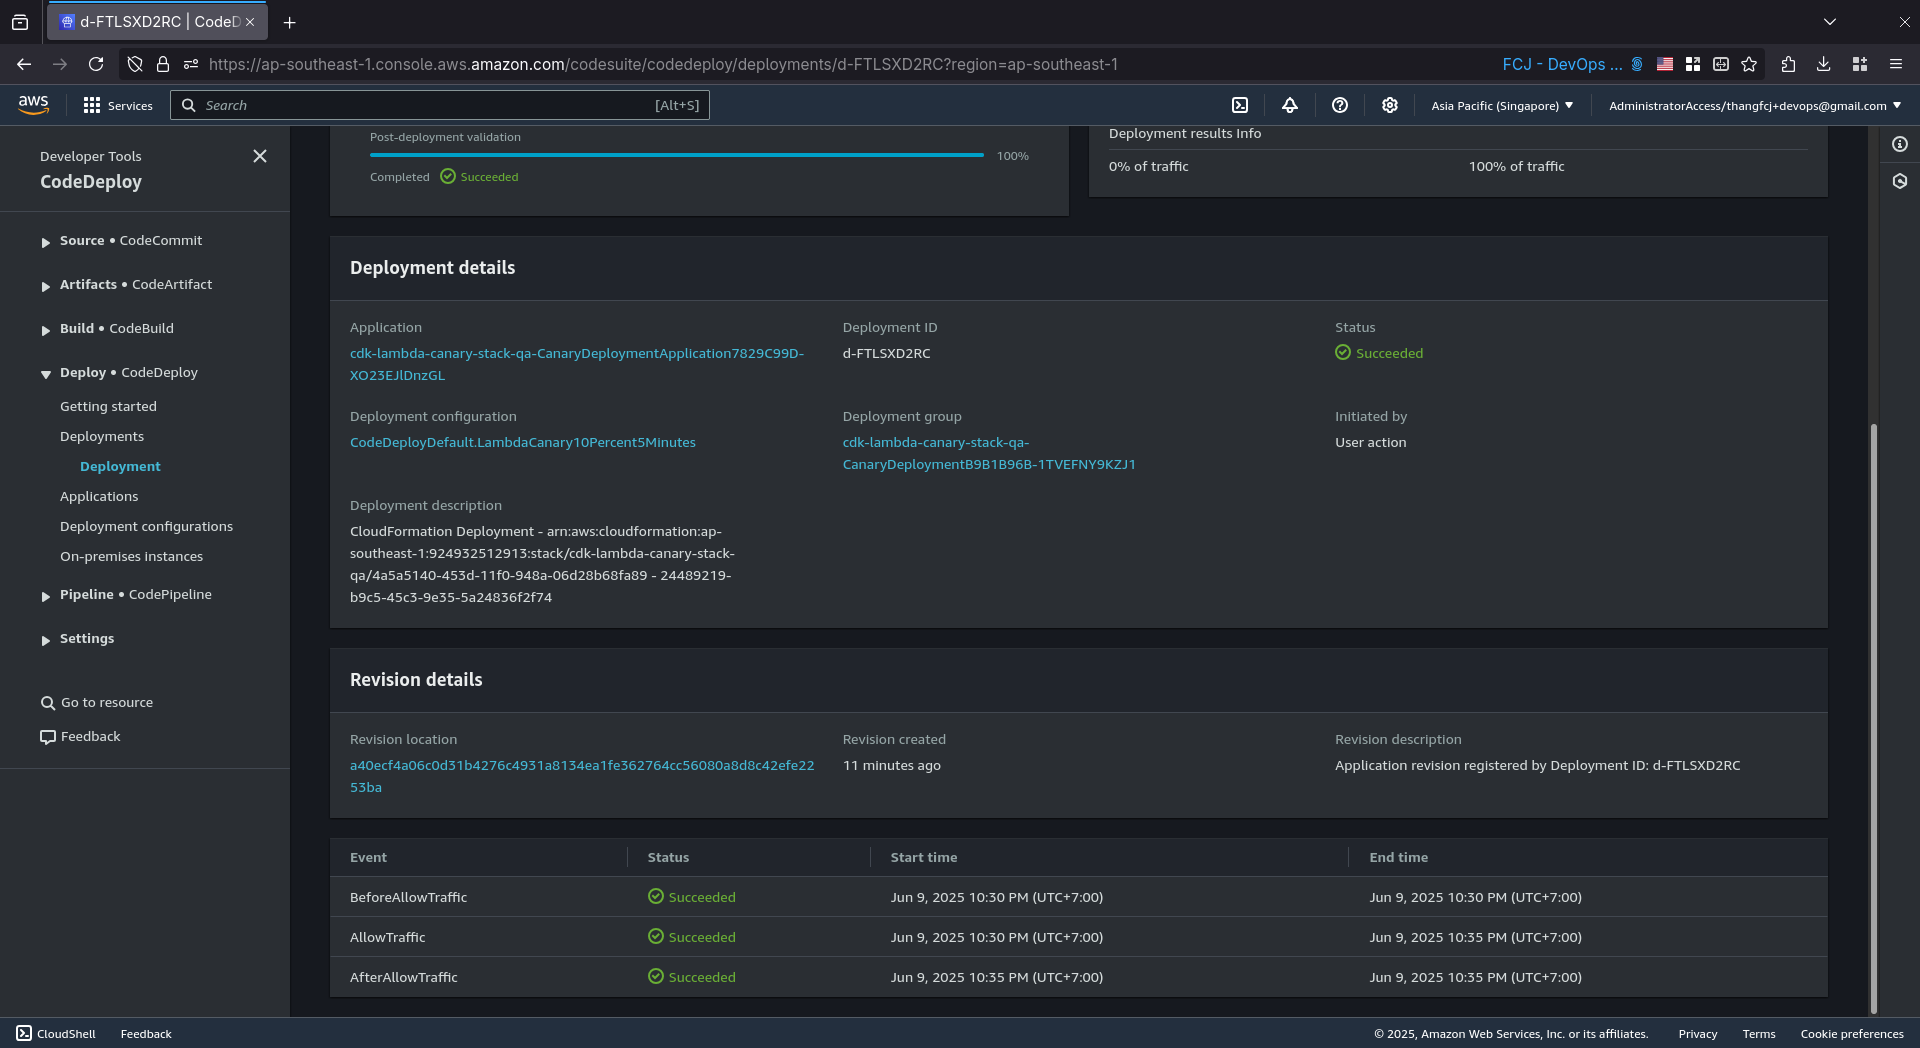 d-FTLSXD2RC | CodeD
https://ap-southeast-1.console.aws.amazon.com/codesuite/codedeploy/deployments/d-FTLSXD2RC?region=ap-southeast-1
FCJ - DevOps ...
aws
Services
Search
[Alt+S]
Asia Pacific (Singapore)
AdministratorAccess/thangfcj+devops@gmail.com
Developer Tools
CodeDeploy
Source • CodeCommit
Artifacts • CodeArtifact
Build • CodeBuild
Deploy • CodeDeploy
Getting started
Deployments
Deployment
Applications
Deployment configurations
On-premises instances
Pipeline • CodePipeline
Settings
Go to resource
Feedback
Post-deployment validation
100%
Completed
Succeeded
Deployment results Info
0% of traffic
100% of traffic
Deployment details
Application
cdk-lambda-canary-stack-qa-CanaryDeploymentApplication7829C99D-
XO23EJlDnzGL
Deployment ID
d-FTLSXD2RC
Status
Succeeded
Deployment configuration
CodeDeployDefault.LambdaCanary10Percent5Minutes
Deployment group
cdk-lambda-canary-stack-qa-
CanaryDeploymentB9B1B96B-1TVEFNY9KZJ1
Initiated by
User action
Deployment description
CloudFormation Deployment - arn:aws:cloudformation:ap-
southeast-1:924932512913:stack/cdk-lambda-canary-stack-
qa/4a5a5140-453d-11f0-948a-06d28b68fa89 - 24489219-
b9c5-45c3-9e35-5a24836f2f74
Revision details
Revision location
a40ecf4a06c0d31b4276c4931a8134ea1fe362764cc56080a8d8c42efe22
53ba
Revision created
11 minutes ago
Revision description
Application revision registered by Deployment ID: d-FTLSXD2RC
Event Status Start time End time
BeforeAllowTraffic Succeeded Jun 9, 2025 10:30 PM (UTC+7:00) Jun 9, 2025 10:30 PM (UTC+7:00)
AllowTraffic Succeeded Jun 9, 2025 10:30 PM (UTC+7:00) Jun 9, 2025 10:35 PM (UTC+7:00)
AfterAllowTraffic Succeeded Jun 9, 2025 10:35 PM (UTC+7:00) Jun 9, 2025 10:35 PM (UTC+7:00)
CloudShell
Feedback
© 2025, Amazon Web Services, Inc. or its affiliates.
Privacy
Terms
Cookie preferences